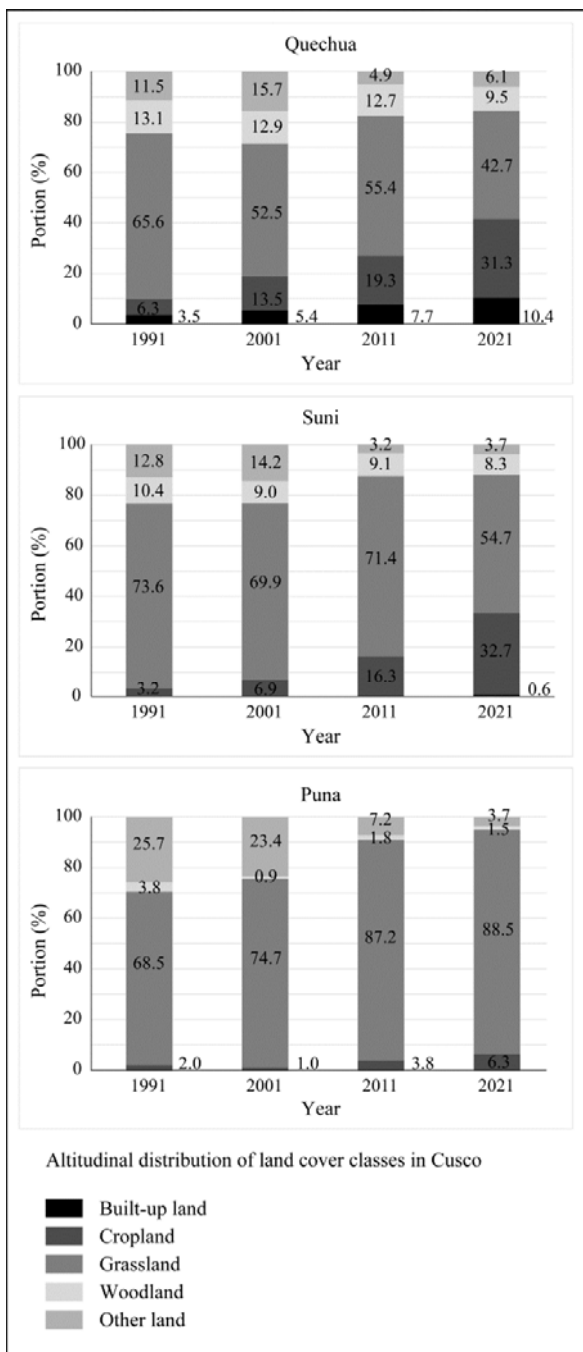 Quechua
100
80
60
40
20
0
Portion (%)
11.5 15.7 4.9 6.1
13.1 12.9 12.7 9.5
65.6 52.5 55.4 42.7
6.3 13.5 19.3 31.3
3.5 5.4 7.7 10.4
1991 2001 2011 2021
Year
Suni
100
80
60
40
20
0
Portion (%)
12.8 14.2 3.2 3.7
10.4 9.0 9.1 8.3
73.6 69.9 71.4 54.7
3.2 6.9 16.3 32.7
0.6
1991 2001 2011 2021
Year
Puna
100
80
60
40
20
0
Portion (%)
25.7 23.4 7.2 3.7
3.8 0.9 1.8 1.5
68.5 74.7 87.2 88.5
2.0 1.0 3.8 6.3
1991 2001 2011 2021
Year
Altitudinal distribution of land cover classes in Cusco
Built-up land
Cropland
Grassland
Woodland
Other land